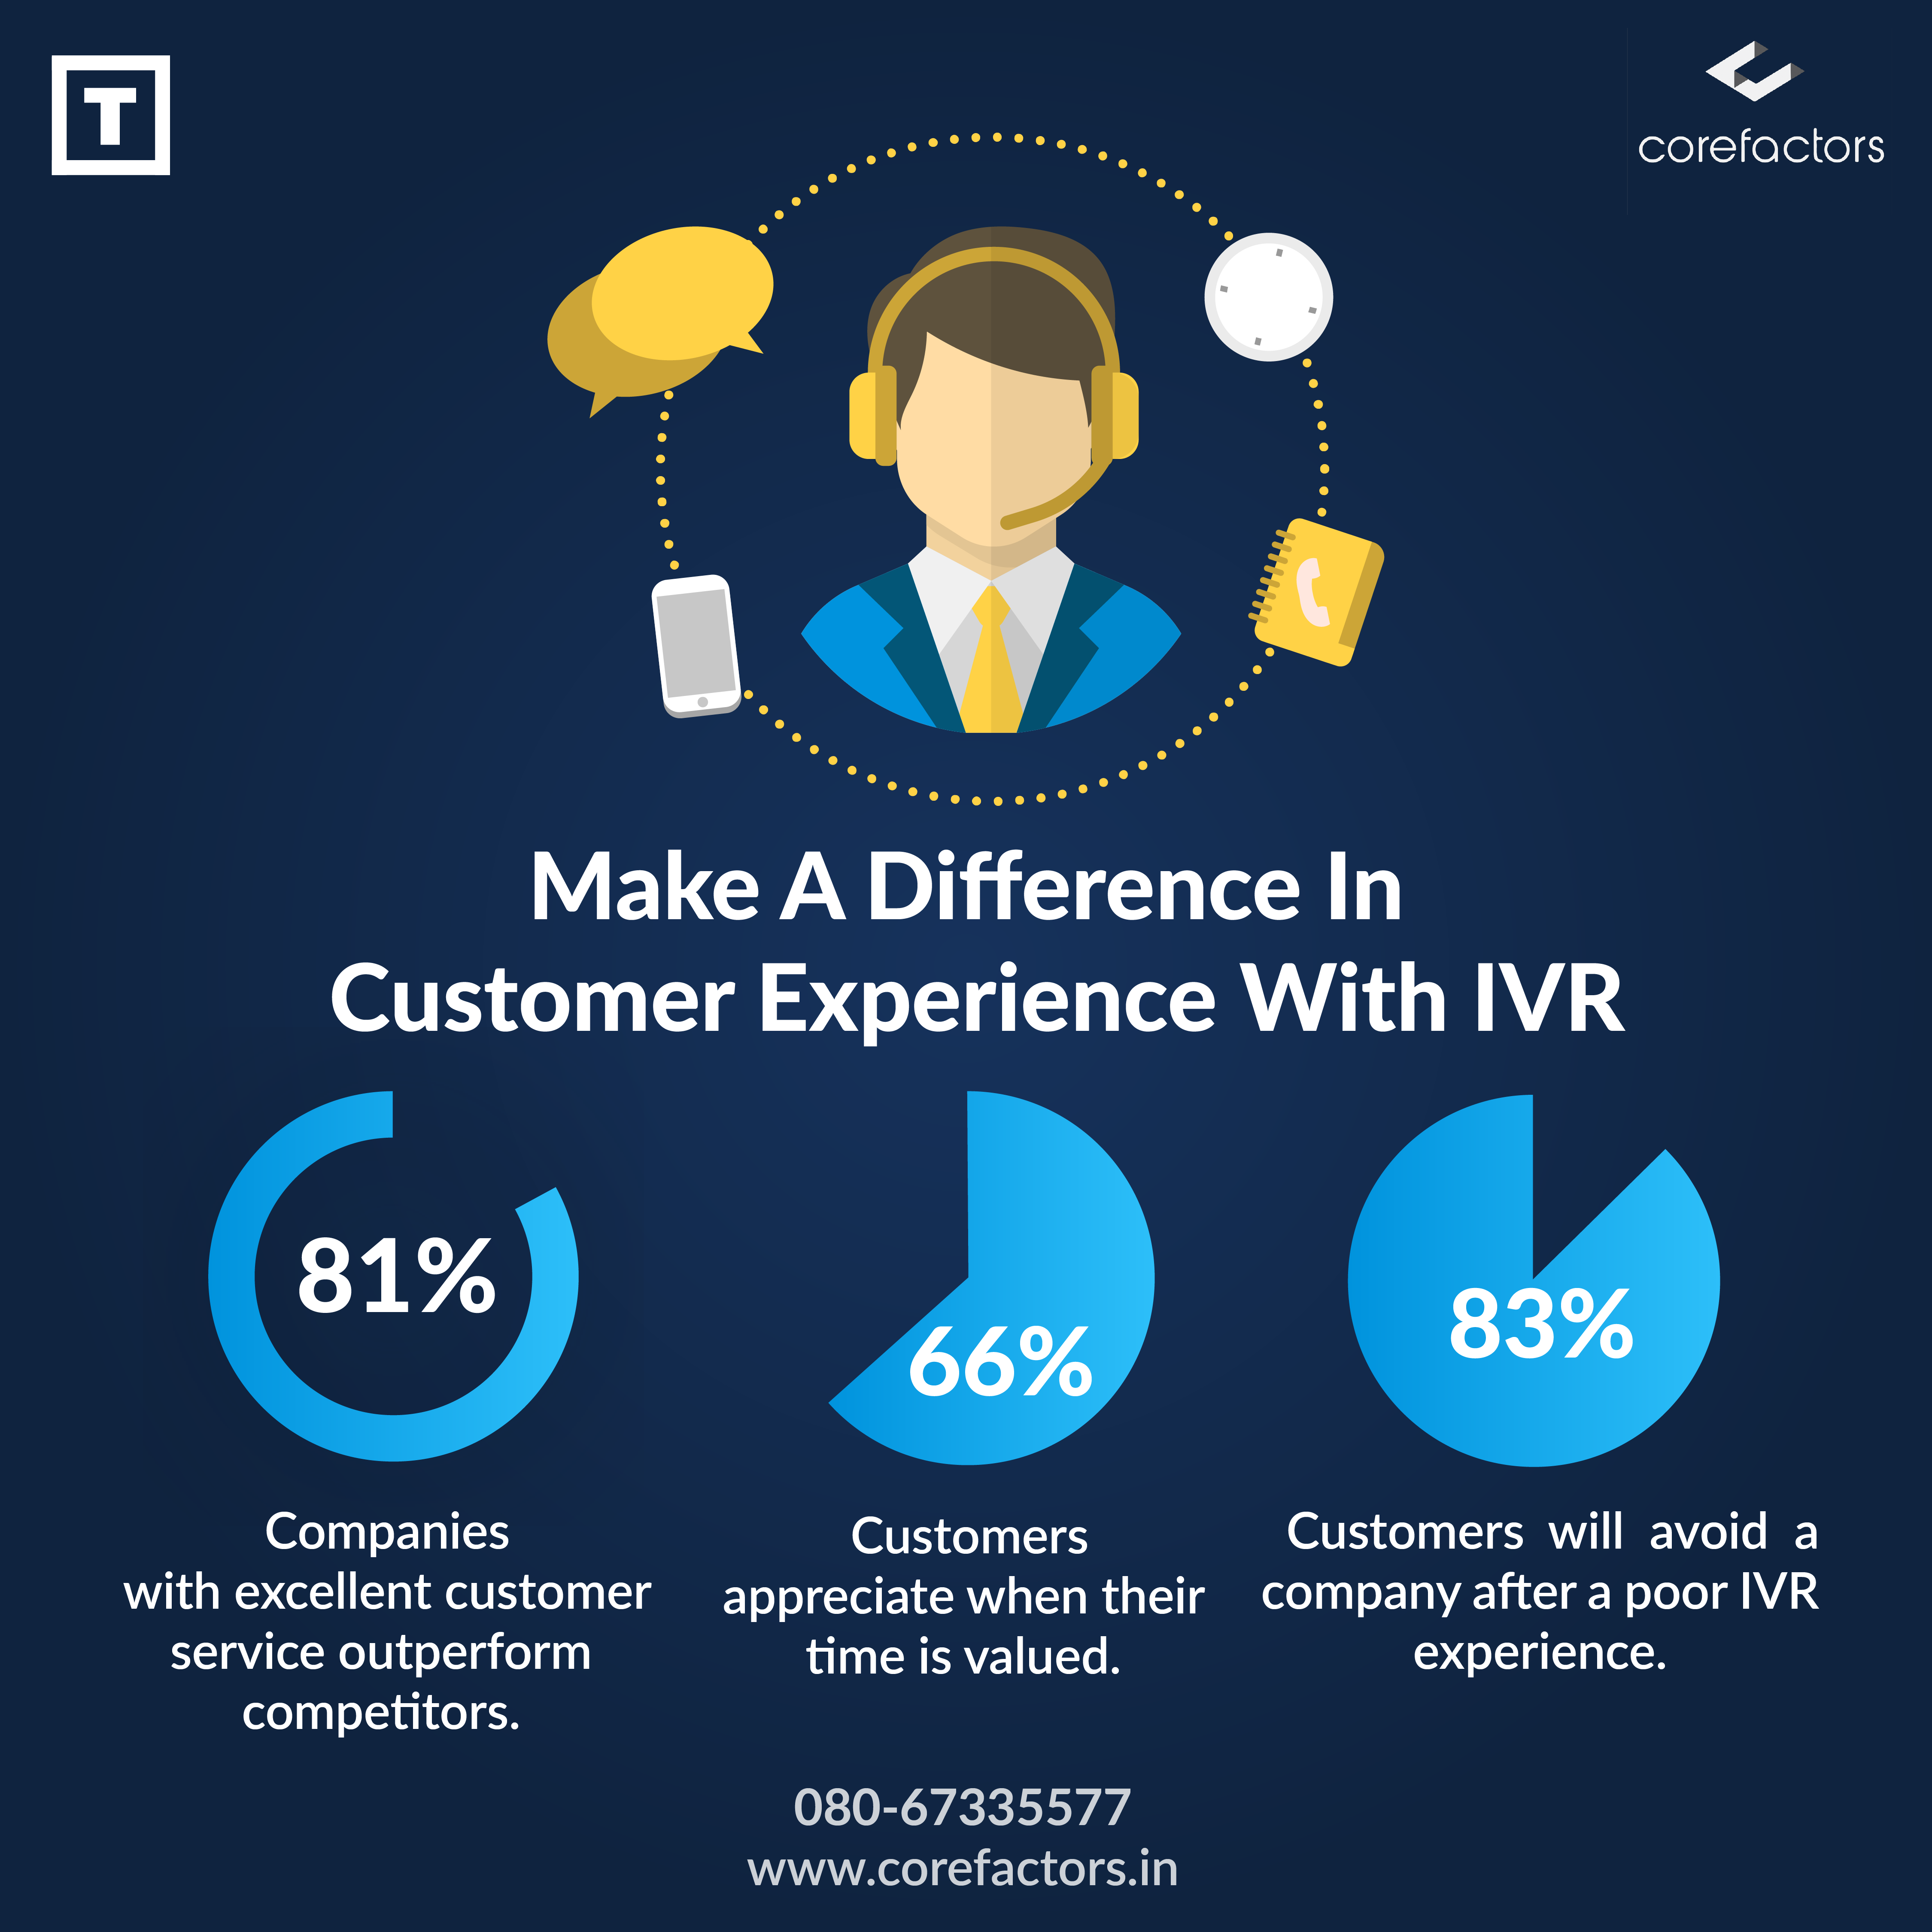 T
corefactors
Make A Difference In
Customer Experience With IVR
81%
66%
83%
Companies
with excellent customer
service outperform
competitors.
Customers
appreciate when their
time is valued.
Customers will avoid a
company after a poor IVR
experience.
080-67335577
www.corefactors.in